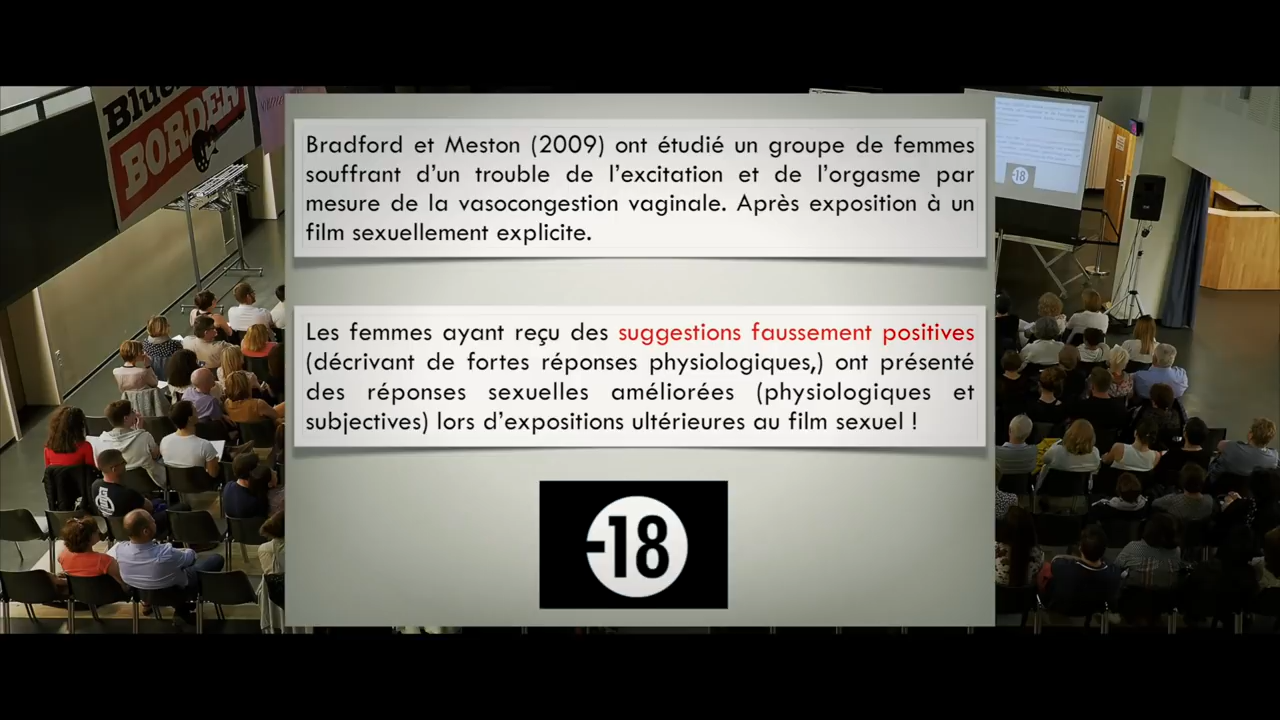 Blue
BORDER
Bradford et Meston (2009) ont étudié un groupe de femmes
souffrant d’un trouble de l’excitation et de l’orgasme par
mesure de la vasocongestion vaginale. Après exposition à un
film sexuellement explicite.
Les femmes ayant reçu des suggestions faussement positives
(décrivant de fortes réponses physiologiques,) ont présenté
des réponses sexuelles améliorées (physiologiques et
subjectives) lors d’expositions ultérieures au film sexuel !
-18
-18